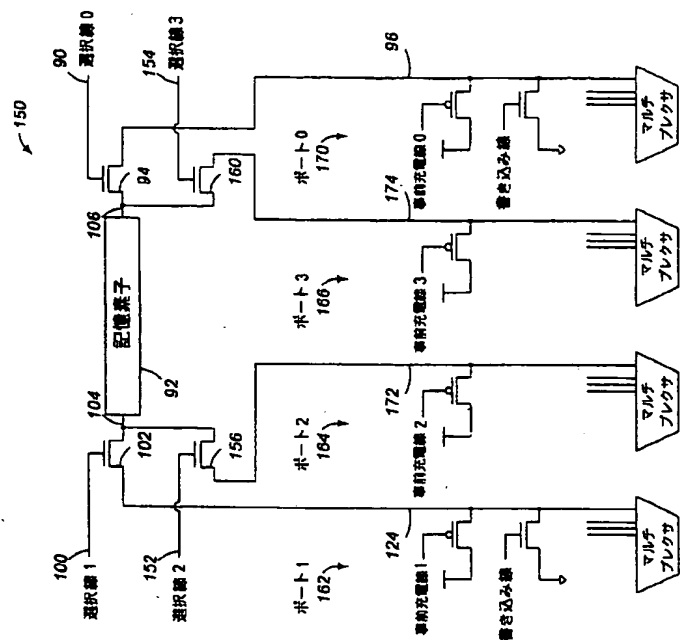 150
90
選択線 0
154
選択線 3
100
選択線 1
152
選択線 2
106
94
160
記憶素子
92
104
102
156
96
ポート 0
170
174
ポート 3
166
172
ポート 2
164
124
ポート 1
162
事前充電線 0
書き込み線
事前充電線 3
事前充電線 2
事前充電線 1
書き込み線
マルチ
プレクサ
マルチ
プレクサ
マルチ
プレクサ
マルチ
プレクサ